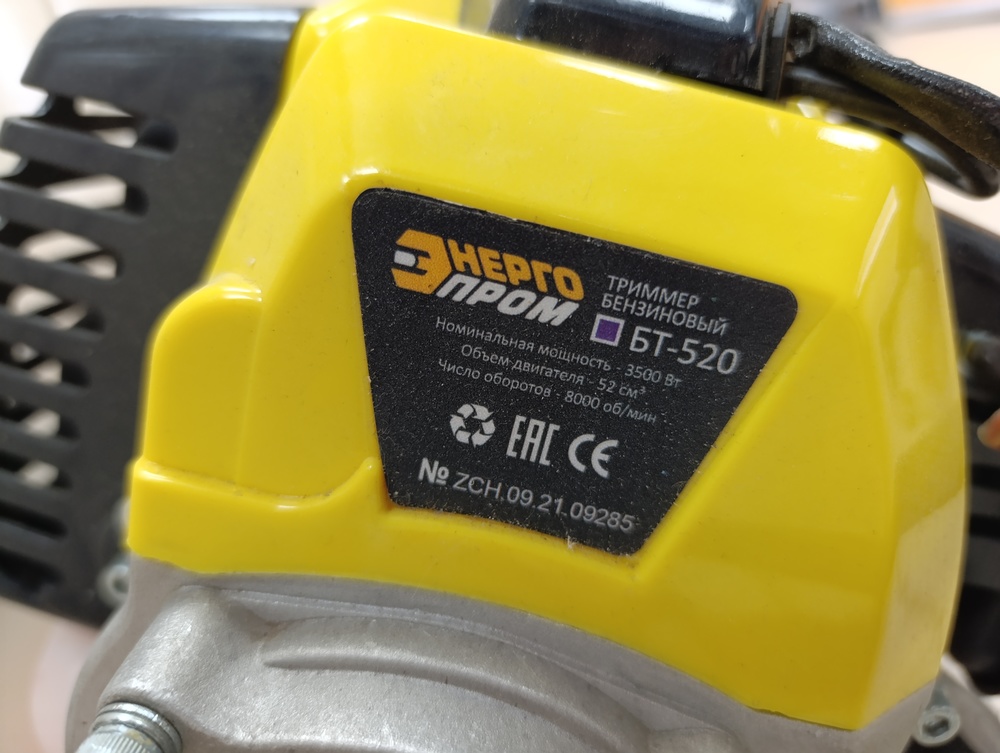 ЭНЕРГО
ПРОМ
ТРИММЕР
БЕНЗИНОВЫЙ
БТ-520
Номинальная мощность - 3500 Вт
Объем двигателя - 52 см³
Число оборотов - 8000 об/мин
EAC CE
№ ZCH.09.21.09285